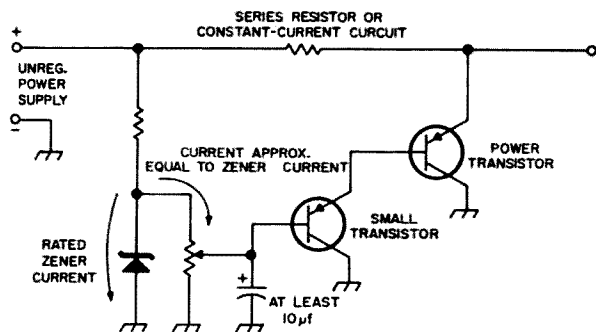 SERIES RESISTOR OR
CONSTANT-CURRENT CIRCUIT
+
UNREG.
POWER
SUPPLY
-
CURRENT APPROX.
EQUAL TO ZENER CURRENT
POWER
TRANSISTOR
SMALL
TRANSISTOR
RATED
ZENER
CURRENT
+
AT LEAST
10µf